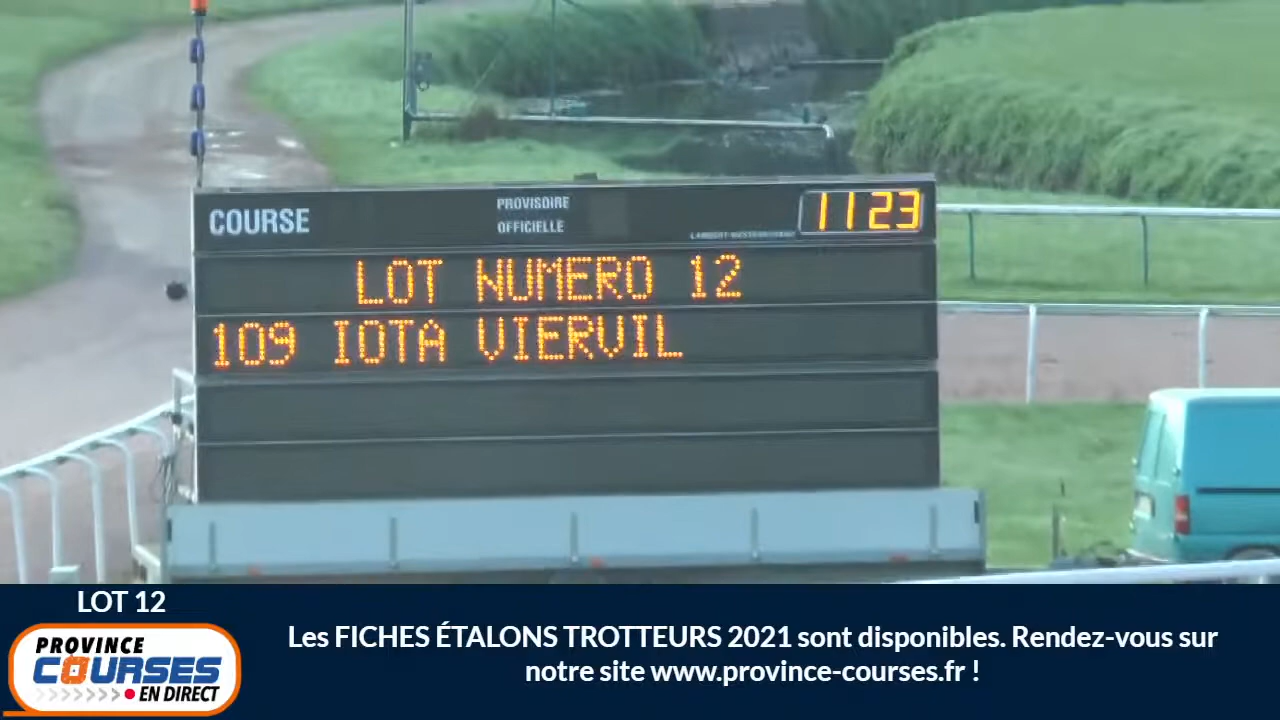 COURSE
PROVISOIRE
OFFICIELLE
1123
LOT NUMERO 12
109 IOTA VIERVIL
LOT 12
PROVINCE
COURSES
EN DIRECT
Les FICHES ÉTALONS TROTTEURS 2021 sont disponibles. Rendez-vous sur
notre site www.province-courses.fr !